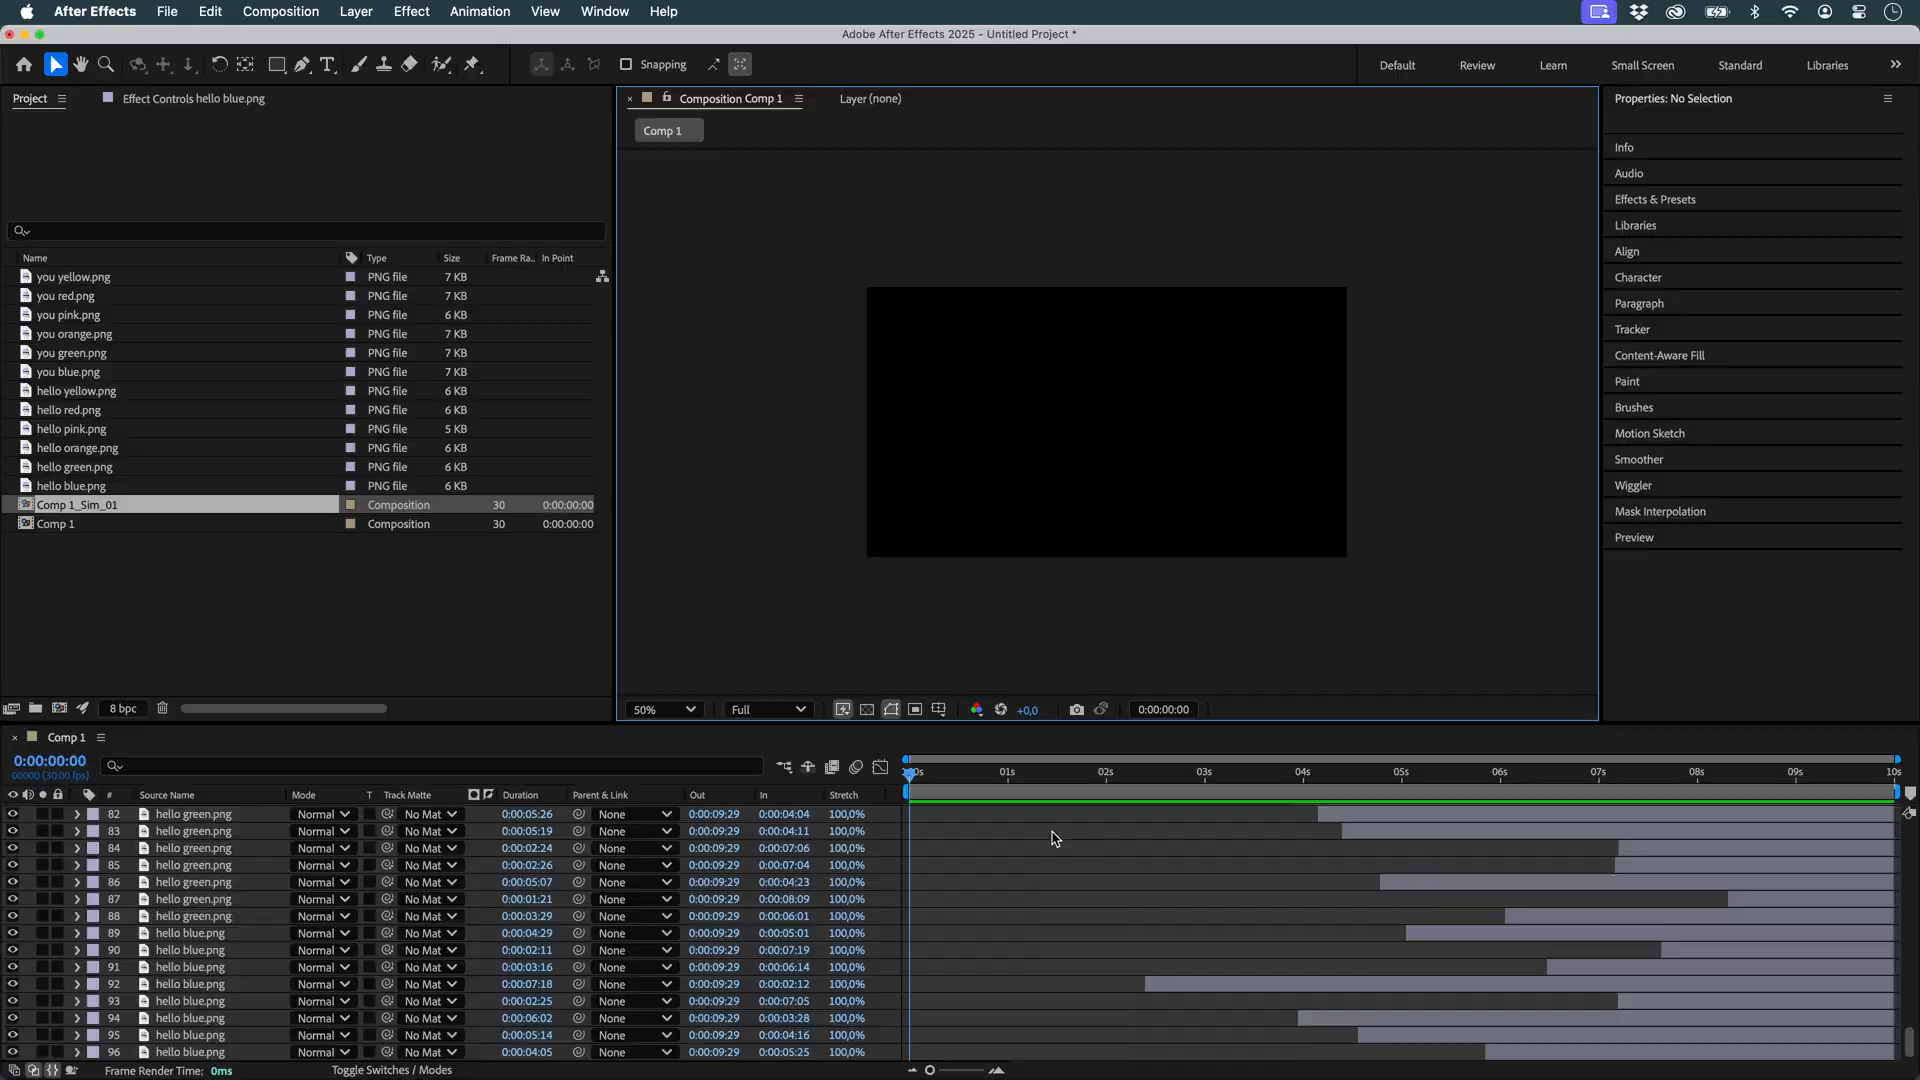 After Effects File Edit Composition Layer Effect Animation View Window Help
Adobe After Effects 2025 - Untitled Project *
Snapping Default Review Learn Small Screen Standard Libraries
Project Effect Controls hello blue.png
Composition Comp 1 Layer (none)
Comp 1
Properties: No Selection
Info
Audio
Effects & Presets
Libraries
Align
Character
Paragraph
Tracker
Content-Aware Fill
Paint
Brushes
Motion Sketch
Smoother
Wiggler
Mask Interpolation
Preview
Name Type Size Frame Ra.. In Point
you yellow.png PNG file 7 KB
you red.png PNG file 7 KB
you pink.png PNG file 6 KB
you orange.png PNG file 7 KB
you green.png PNG file 7 KB
you blue.png PNG file 7 KB
hello yellow.png PNG file 6 KB
hello red.png PNG file 6 KB
hello pink.png PNG file 5 KB
hello orange.png PNG file 6 KB
hello green.png PNG file 6 KB
hello blue.png PNG file 6 KB
Comp 1_Sim_01 Composition 30 0:00:00:00
Comp 1 Composition 30 0:00:00:00
8 bpc
50% Full +0,0 0:00:00:00
Comp 1
0:00:00:00
00000 (30.00 fps)
01s 02s 03s 04s 05s 06s 07s 08s 09s 10s
# Source Name Mode T Track Matte Duration Parent & Link Out In Stretch
82 hello green.png Normal No Mat 0:00:05:26 None 0:00:09:29 0:00:04:04 100,0%
83 hello green.png Normal No Mat 0:00:05:19 None 0:00:09:29 0:00:04:11 100,0%
84 hello green.png Normal No Mat 0:00:02:24 None 0:00:09:29 0:00:07:06 100,0%
85 hello green.png Normal No Mat 0:00:02:26 None 0:00:09:29 0:00:07:04 100,0%
86 hello green.png Normal No Mat 0:00:05:07 None 0:00:09:29 0:00:04:23 100,0%
87 hello green.png Normal No Mat 0:00:01:21 None 0:00:09:29 0:00:08:09 100,0%
88 hello green.png Normal No Mat 0:00:03:29 None 0:00:09:29 0:00:06:01 100,0%
89 hello blue.png Normal No Mat 0:00:04:29 None 0:00:09:29 0:00:05:01 100,0%
90 hello blue.png Normal No Mat 0:00:02:11 None 0:00:09:29 0:00:07:19 100,0%
91 hello blue.png Normal No Mat 0:00:03:16 None 0:00:09:29 0:00:06:14 100,0%
92 hello blue.png Normal No Mat 0:00:07:18 None 0:00:09:29 0:00:02:12 100,0%
93 hello blue.png Normal No Mat 0:00:02:25 None 0:00:09:29 0:00:07:05 100,0%
94 hello blue.png Normal No Mat 0:00:06:02 None 0:00:09:29 0:00:03:28 100,0%
95 hello blue.png Normal No Mat 0:00:05:14 None 0:00:09:29 0:00:04:16 100,0%
96 hello blue.png Normal No Mat 0:00:04:05 None 0:00:09:29 0:00:05:25 100,0%
Frame Render Time: 0ms Toggle Switches / Modes